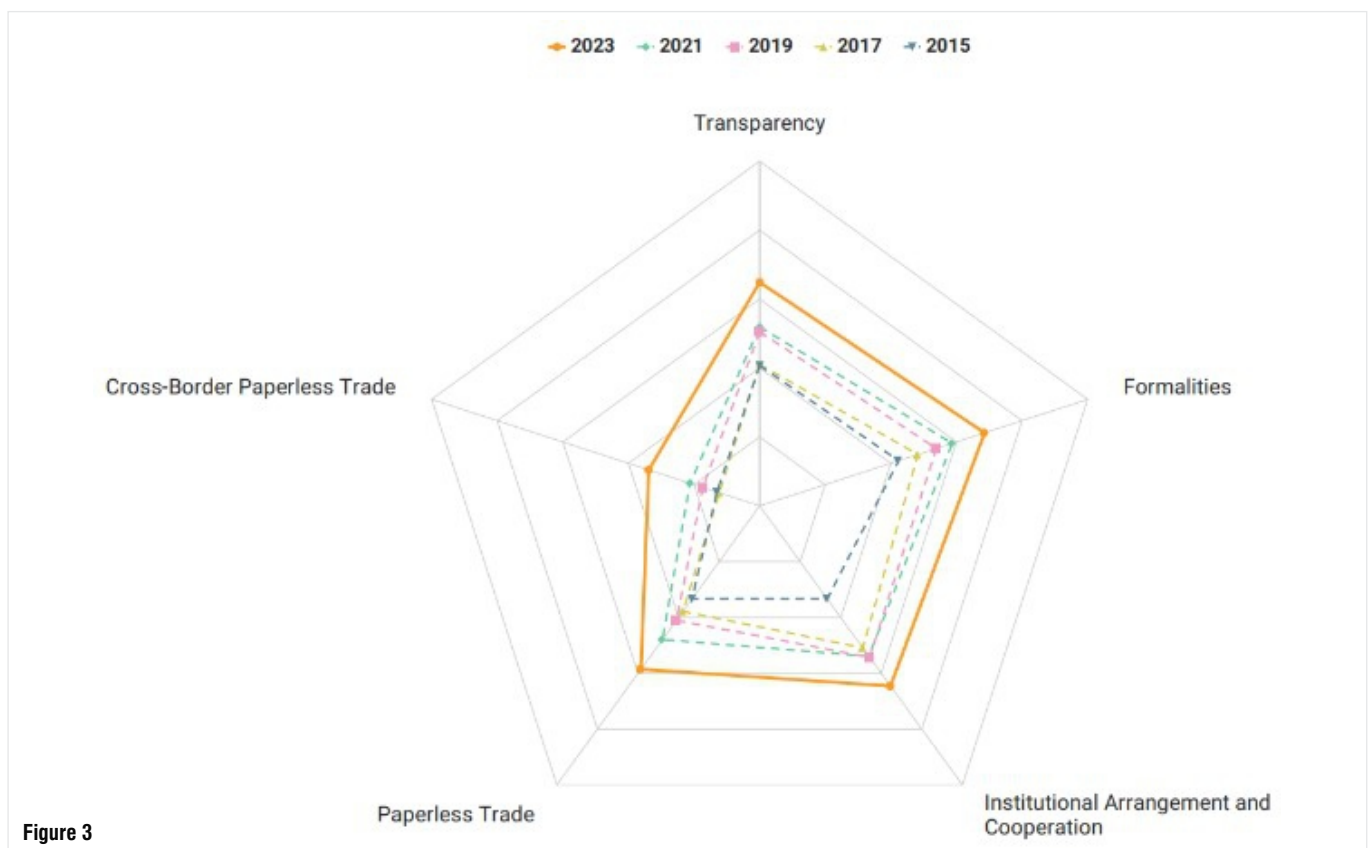 2023 2021 2019 2017 2015
Transparency
Cross-Border Paperless Trade
Formalities
Paperless Trade
Institutional Arrangement and
Cooperation
Figure 3